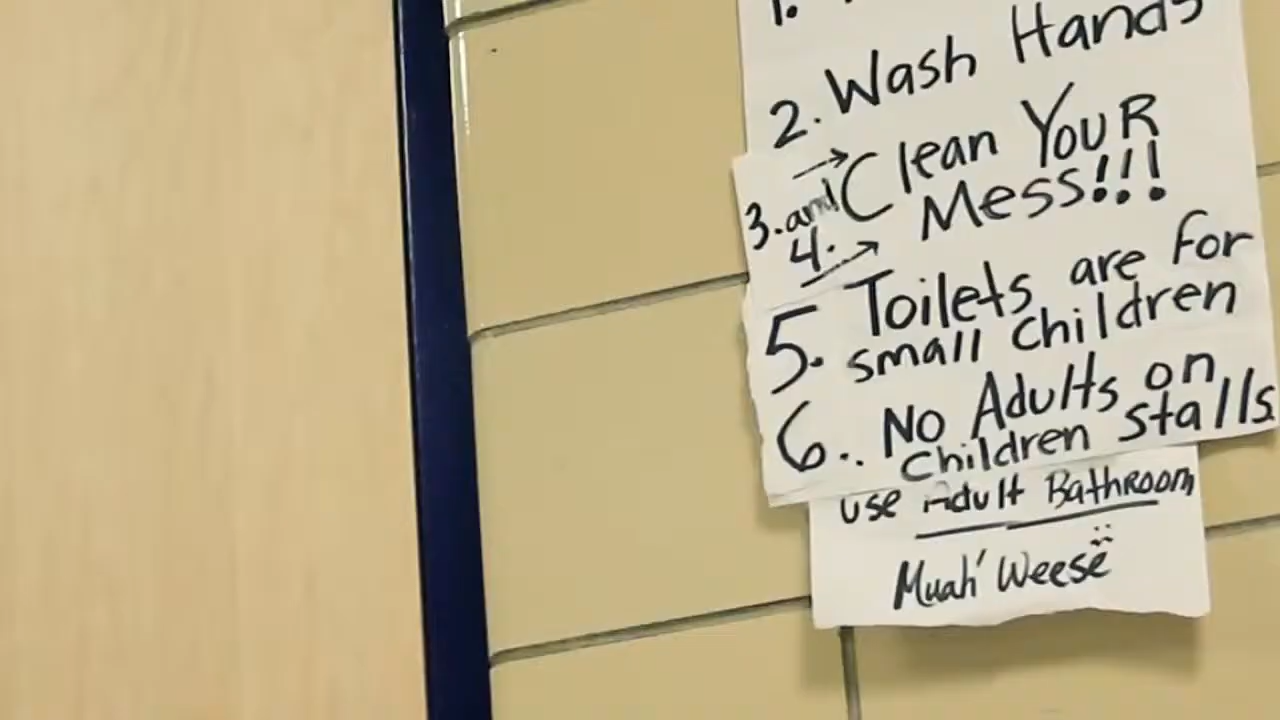 1.
2. Wash Hands
3. and → Clean YOUR
4. → Mess!!!
5. Toilets are for
small children
6.. No Adults on
children stalls
use Adult Bathroom
Muah' Weese